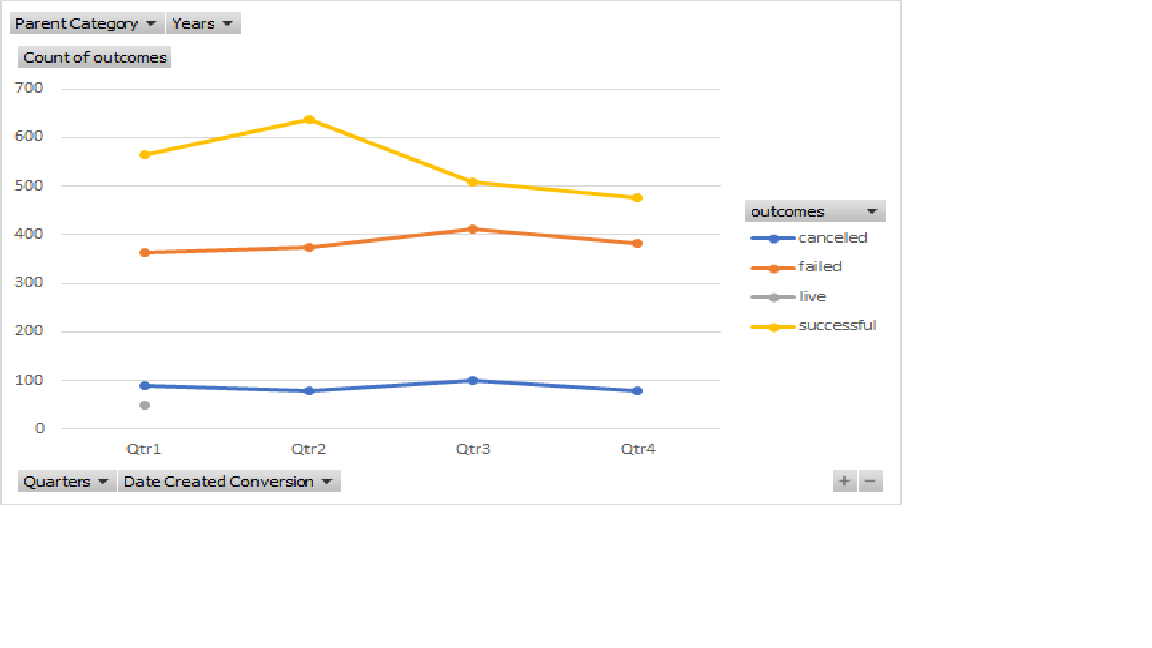 Parent Category Years
Count of outcomes
700
600
500
400
300
200
100
0
Qtr1 Qtr2 Qtr3 Qtr4
outcomes
canceled
failed
live
successful
Quarters Date Created Conversion
+ −